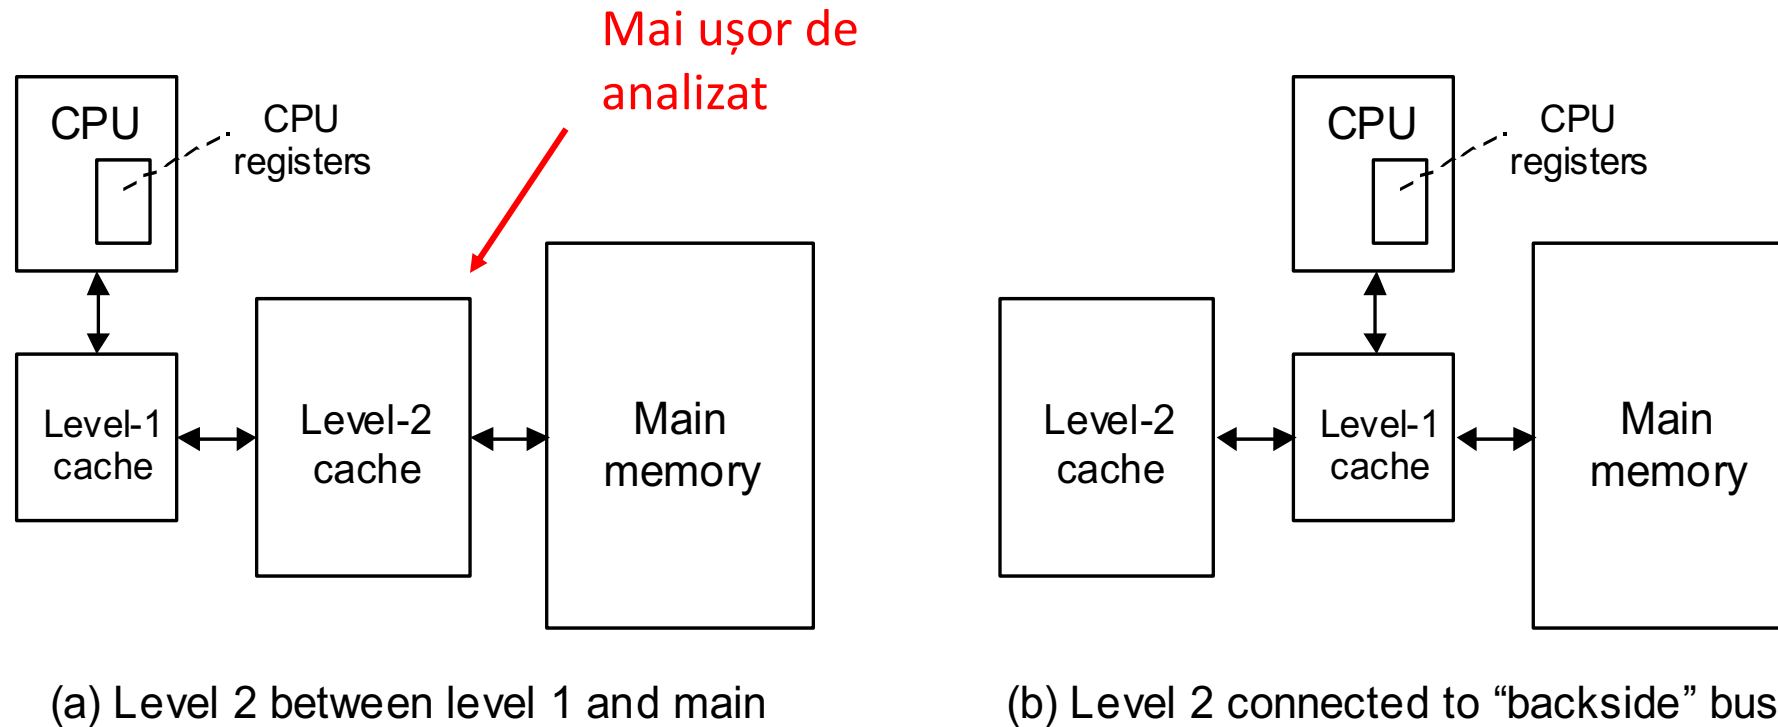 Mai ușor de
analizat
CPU
CPU
registers
Level-1
cache
Level-2
cache
Main
memory
(a) Level 2 between level 1 and main
CPU
CPU
registers
Level-2
cache
Level-1
cache
Main
memory
(b) Level 2 connected to “backside” bus